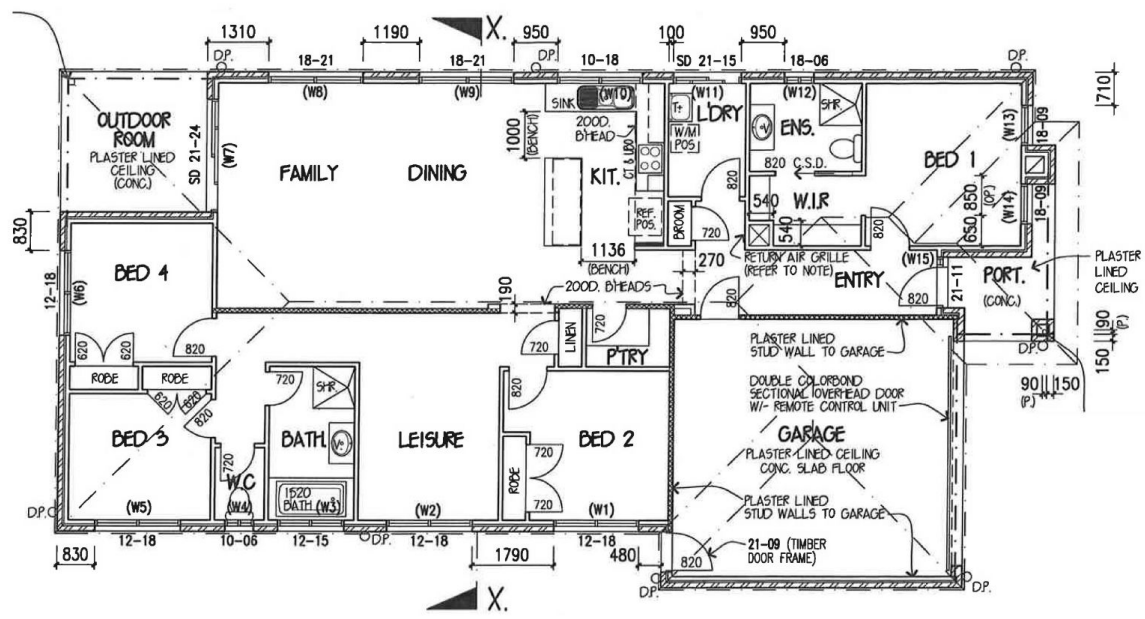 X.
1310
1190
950
100
950
D.P.
18-21
18-21
D.P.
10-18
SD 21-15
18-06
D.P.
710
(W8)
(W9)
(W10)
(W11)
(W12)
(W13)
18-09
OUTDOOR
ROOM
PLASTER LINED
CEILING
(CONC.)
SD 21-24
(W7)
FAMILY
DINING
SINK
200D.
B'HEAD
1000
(BENCH)
KIT.
REF.
POS.
L'DRY
W/M
POS.
820
BROOM
720
ENS.
SHR
820
C.S.D.
W.I.R
540
540
BED 1
820
850
(OP.)
650
(W14)
18-09
830
1136
(BENCH)
270
RETURN AIR GRILLE
(REFER TO NOTE)
(W15)
ENTRY
820
21-11
PORT.
(CONC.)
PLASTER
LINED
CEILING
BED 4
12-18
(W6)
200D. B'HEADS
190
820
820
620
620
ROBE
ROBE
620
620
820
LINEN
720
P'TRY
820
PLASTER LINED
STUD WALL TO GARAGE
D.P.
90
(P.)
150
90
(P.)
150
DOUBLE COLORBOND
SECTIONAL OVERHEAD DOOR
W/- REMOTE CONTROL UNIT
GARAGE
PLASTER LINED CEILING
CONC. SLAB FLOOR
PLASTER LINED
STUD WALLS TO GARAGE
21-09 (TIMBER
DOOR FRAME)
820
BED 3
720
SHR
BATH.
720
W.C
LEISURE
BED 2
720
720
ROBE
1520
BATH
(W5)
(W4)
(W3)
(W2)
(W1)
D.P.
12-18
10-06
12-15
D.P.
12-18
12-18
830
1790
480
D.P.
D.P.
X.